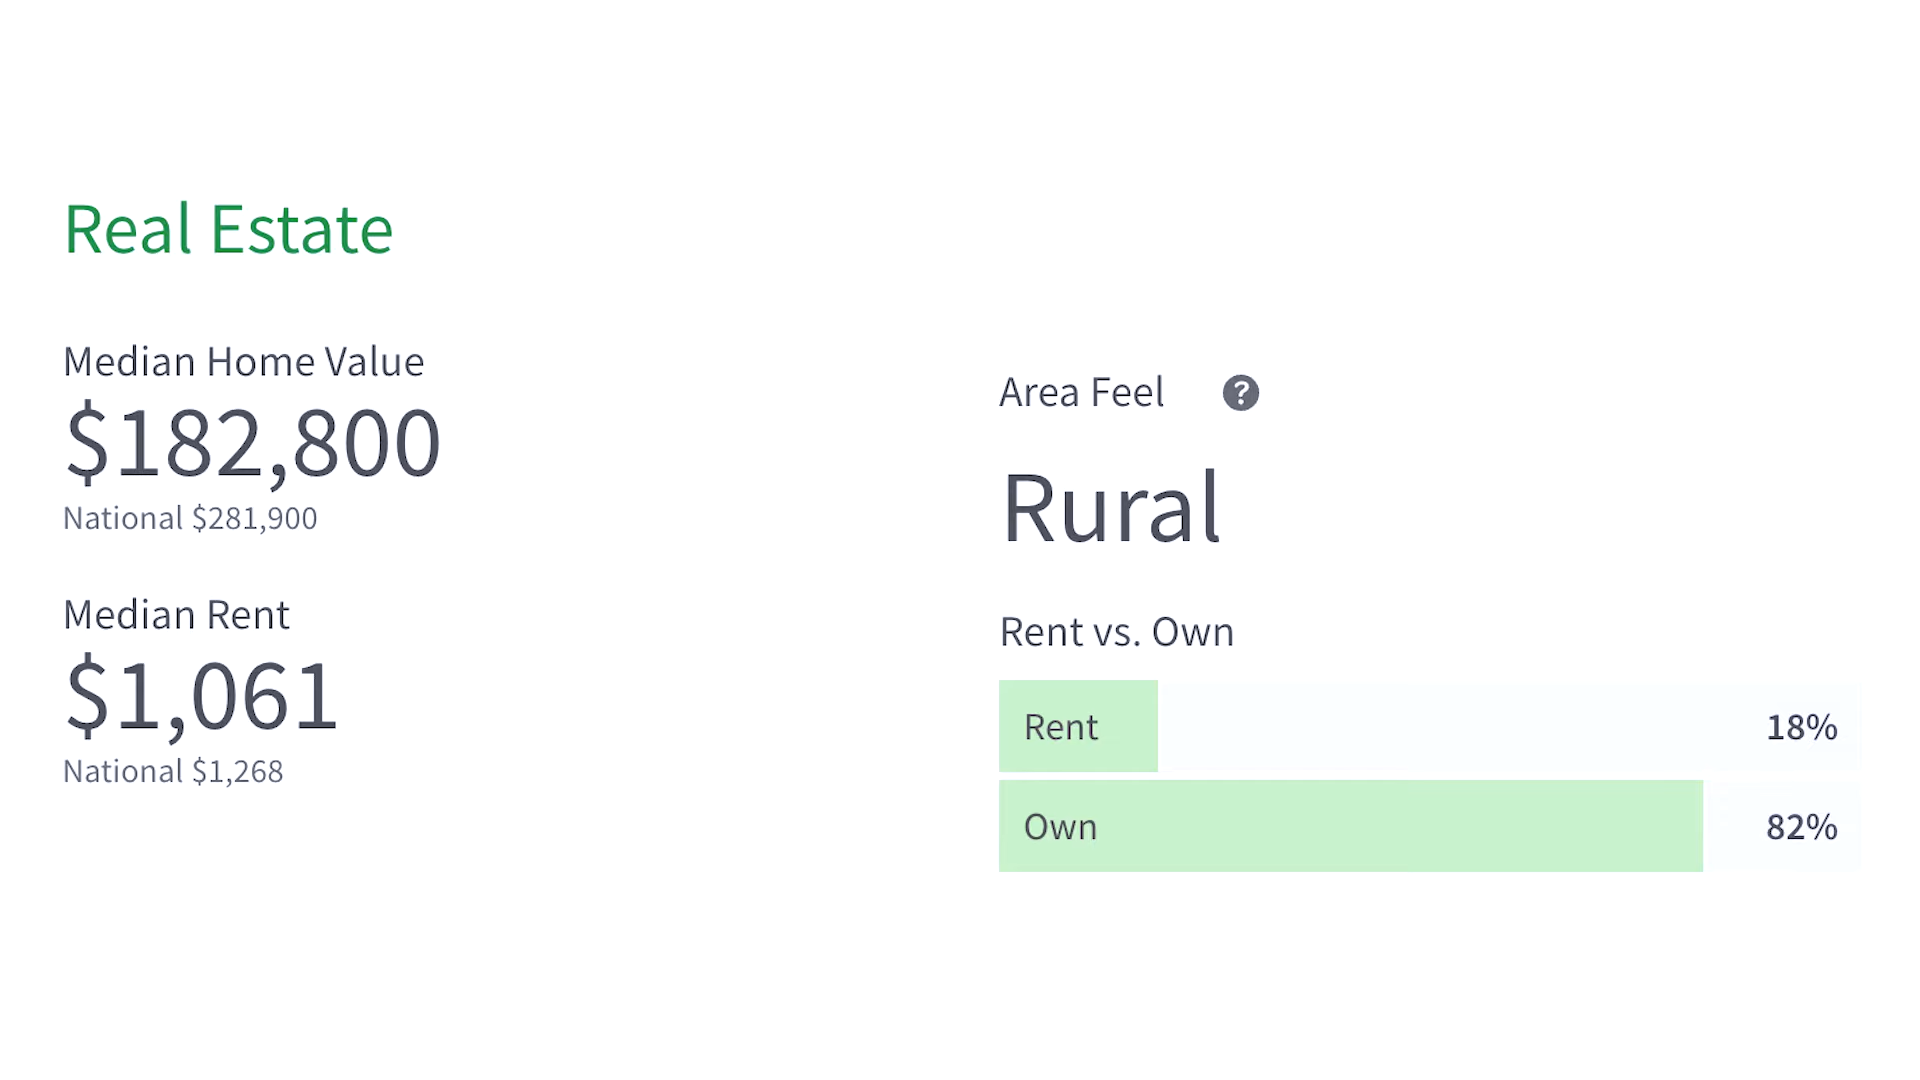 Real Estate
Median Home Value
$182,800
National $281,900
Median Rent
$1,061
National $1,268
Area Feel ?
Rural
Rent vs. Own
Rent 18%
Own 82%